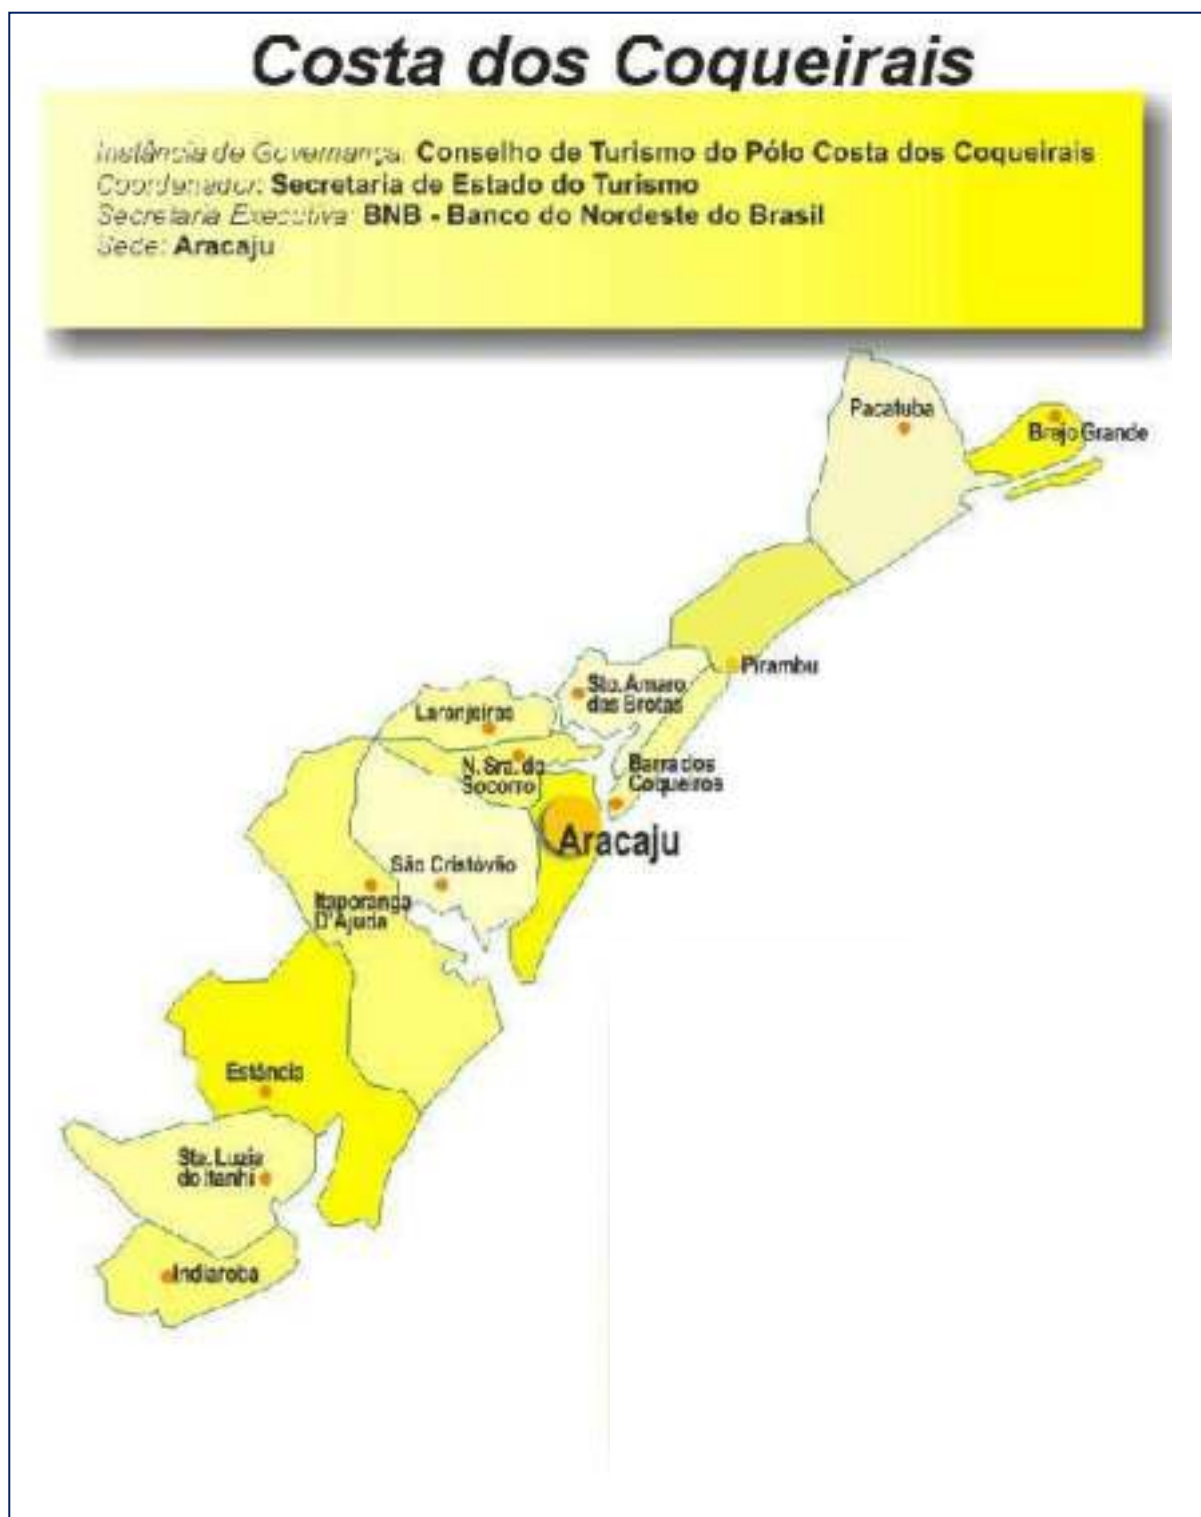 Costa dos Coqueirais
Instância de Governança: Conselho de Turismo do Pólo Costa dos Coqueirais
Coordenador: Secretaria de Estado do Turismo
Secretaria Executiva: BNB - Banco do Nordeste do Brasil
Sede: Aracaju
Pacatuba
Brejo Grande
Pirambu
Sto. Amaro
das Brotas
Laranjeiras
N. Sra. do
Socorro
Barra dos
Coqueiros
Aracaju
São Cristóvão
Itaporanga
D'Ajuda
Estância
Sta. Luzia
do Itanhi
Indiaroba